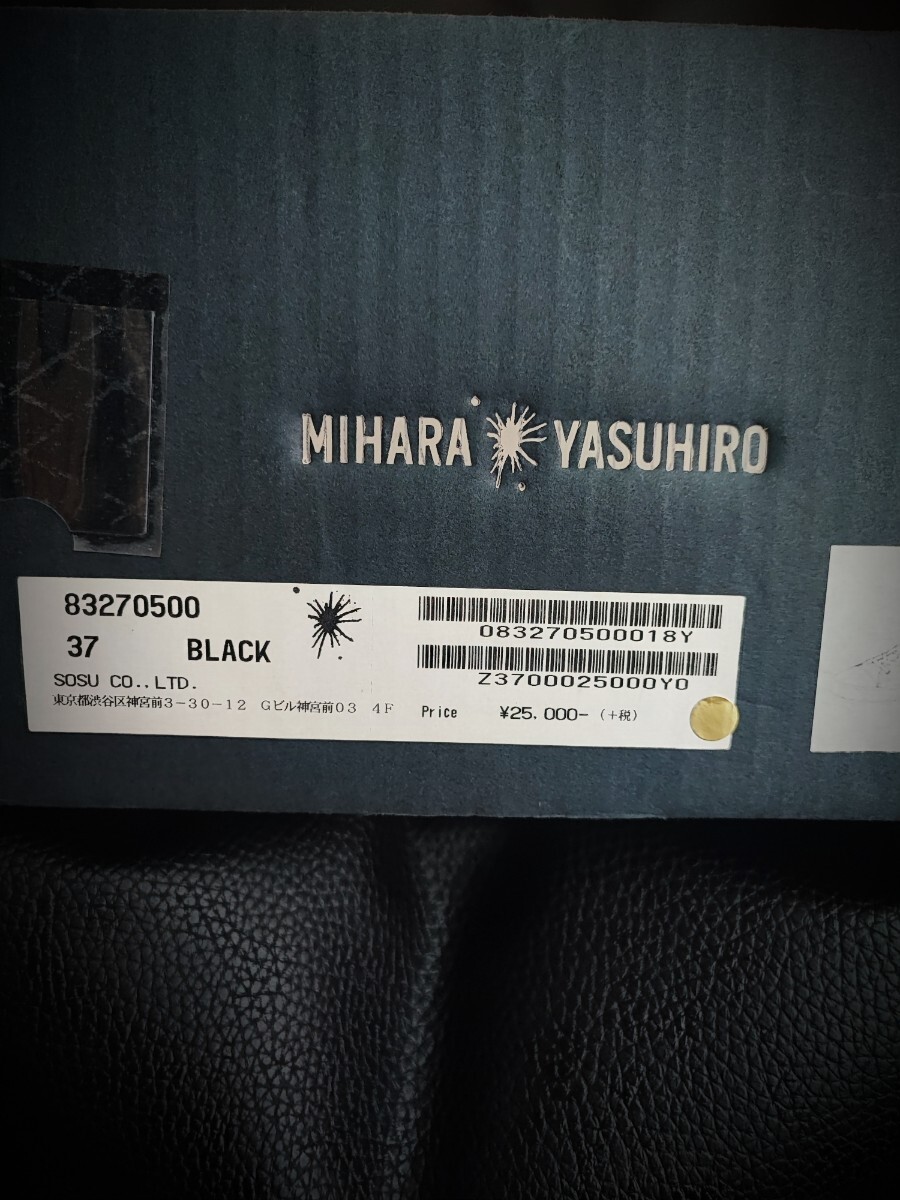 MIHARA YASUHIRO
83270500
37 BLACK
SOSU CO.,LTD.
東京都渋谷区神宮前3-30-12 Gビル神宮前03 4F
083270500018Y
Z3700025000Y0
Price ¥25,000- (+税)